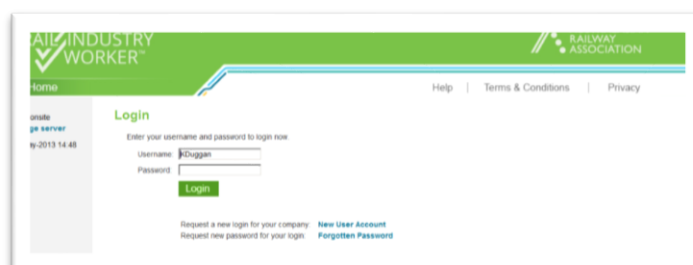 RAIL INDUSTRY
WORKER™
RAILWAY
ASSOCIATION
Home
Help | Terms & Conditions | Privacy
onsite
ge server
ay-2013 14:48
Login
Enter your username and password to login now.
Username: KDuggan
Password:
Login
Request a new login for your company: New User Account
Request new password for your login: Forgotten Password